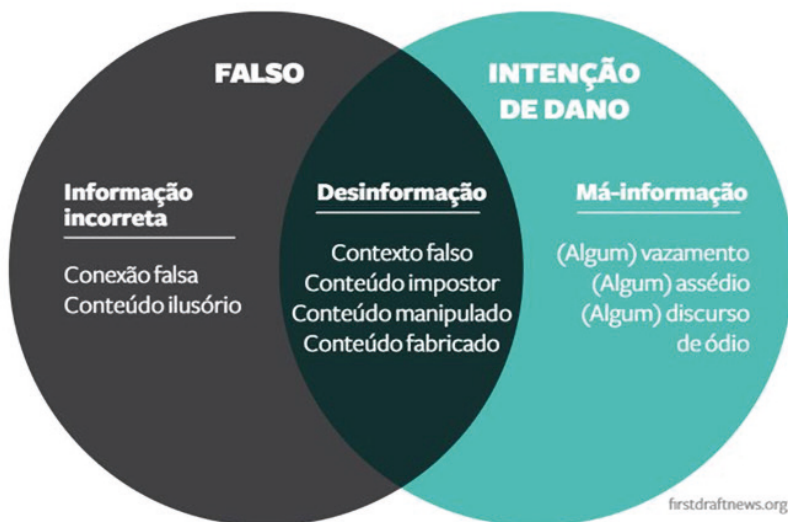 FALSO
INTENÇÃO
DE DANO
Informação
incorreta
Conexão falsa
Conteúdo ilusório
Desinformação
Contexto falso
Conteúdo impostor
Conteúdo manipulado
Conteúdo fabricado
Má-informação
(Algum) vazamento
(Algum) assédio
(Algum) discurso
de ódio
firstdraftnews.org